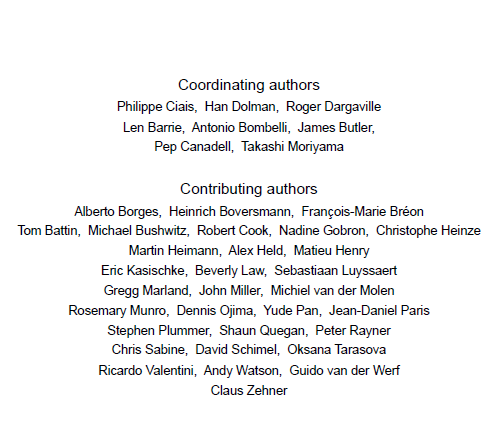 Coordinating authors
Philippe Ciais, Han Dolman, Roger Dargaville
Len Barrie, Antonio Bombelli, James Butler,
Pep Canadell, Takashi Moriyama
Contributing authors
Alberto Borges, Heinrich Boversmann, François-Marie Bréon
Tom Battin, Michael Bushwitz, Robert Cook, Nadine Gobron, Christophe Heinze
Martin Heimann, Alex Held, Matieu Henry
Eric Kasischke, Beverly Law, Sebastiaan Luyssaert
Gregg Marland, John Miller, Michiel van der Molen
Rosemary Munro, Dennis Ojima, Yude Pan, Jean-Daniel Paris
Stephen Plummer, Shaun Quegan, Peter Rayner
Chris Sabine, David Schimel, Oksana Tarasova
Ricardo Valentini, Andy Watson, Guido van der Werf
Claus Zehner